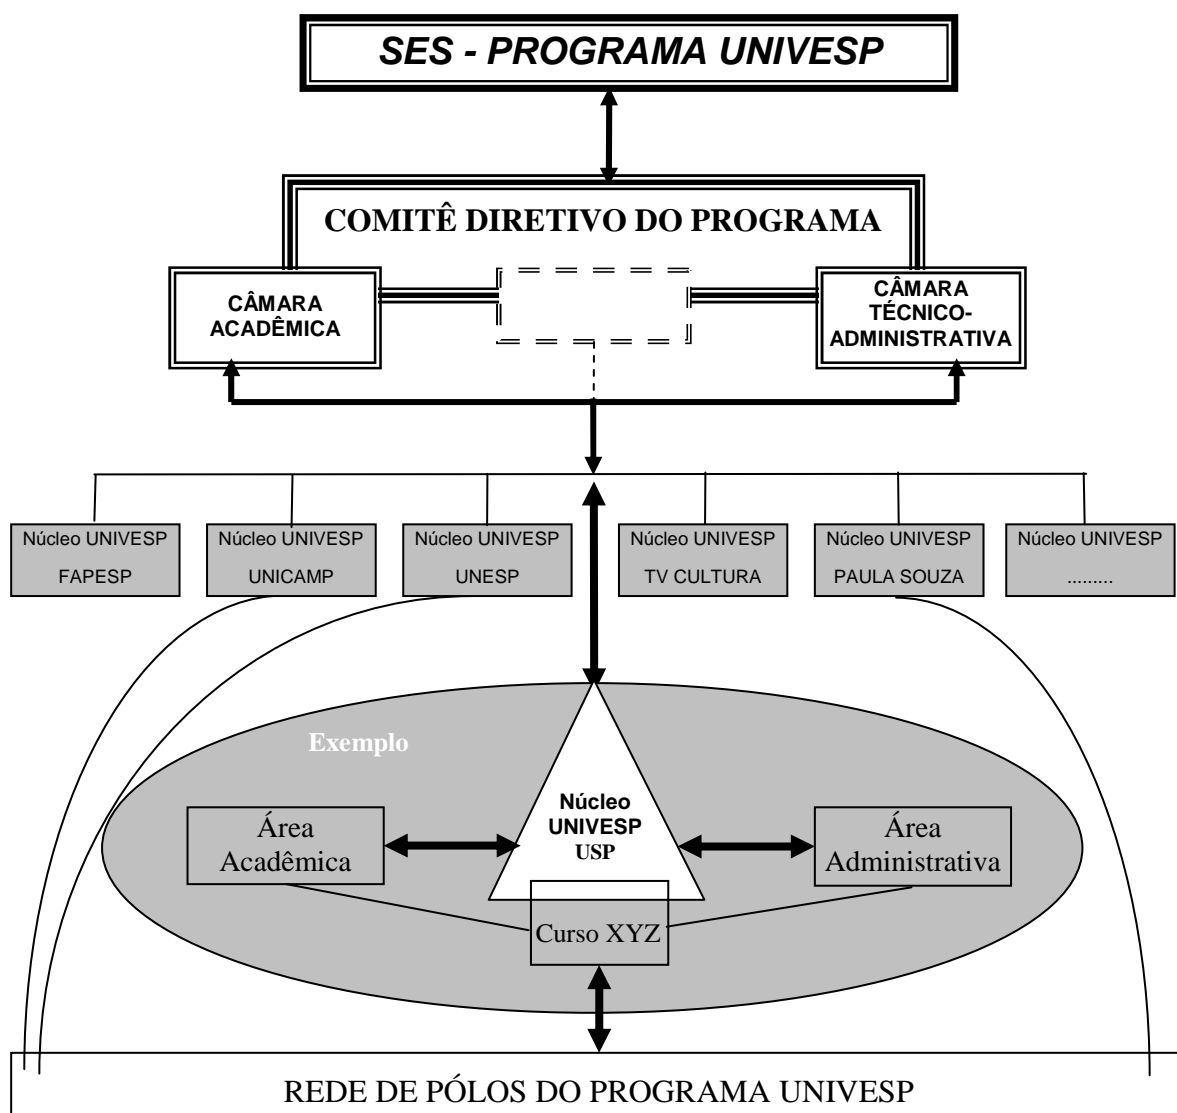 SES - PROGRAMA UNIVESP
COMITÊ DIRETIVO DO PROGRAMA
CÂMARA
ACADÊMICA
CÂMARA
TÉCNICO-
ADMINISTRATIVA
Núcleo UNIVESP
FAPESP
Núcleo UNIVESP
UNICAMP
Núcleo UNIVESP
UNESP
Núcleo UNIVESP
TV CULTURA
Núcleo UNIVESP
PAULA SOUZA
Núcleo UNIVESP
.........
Exemplo
Área
Acadêmica
Núcleo
UNIVESP
USP
Área
Administrativa
Curso XYZ
REDE DE PÓLOS DO PROGRAMA UNIVESP